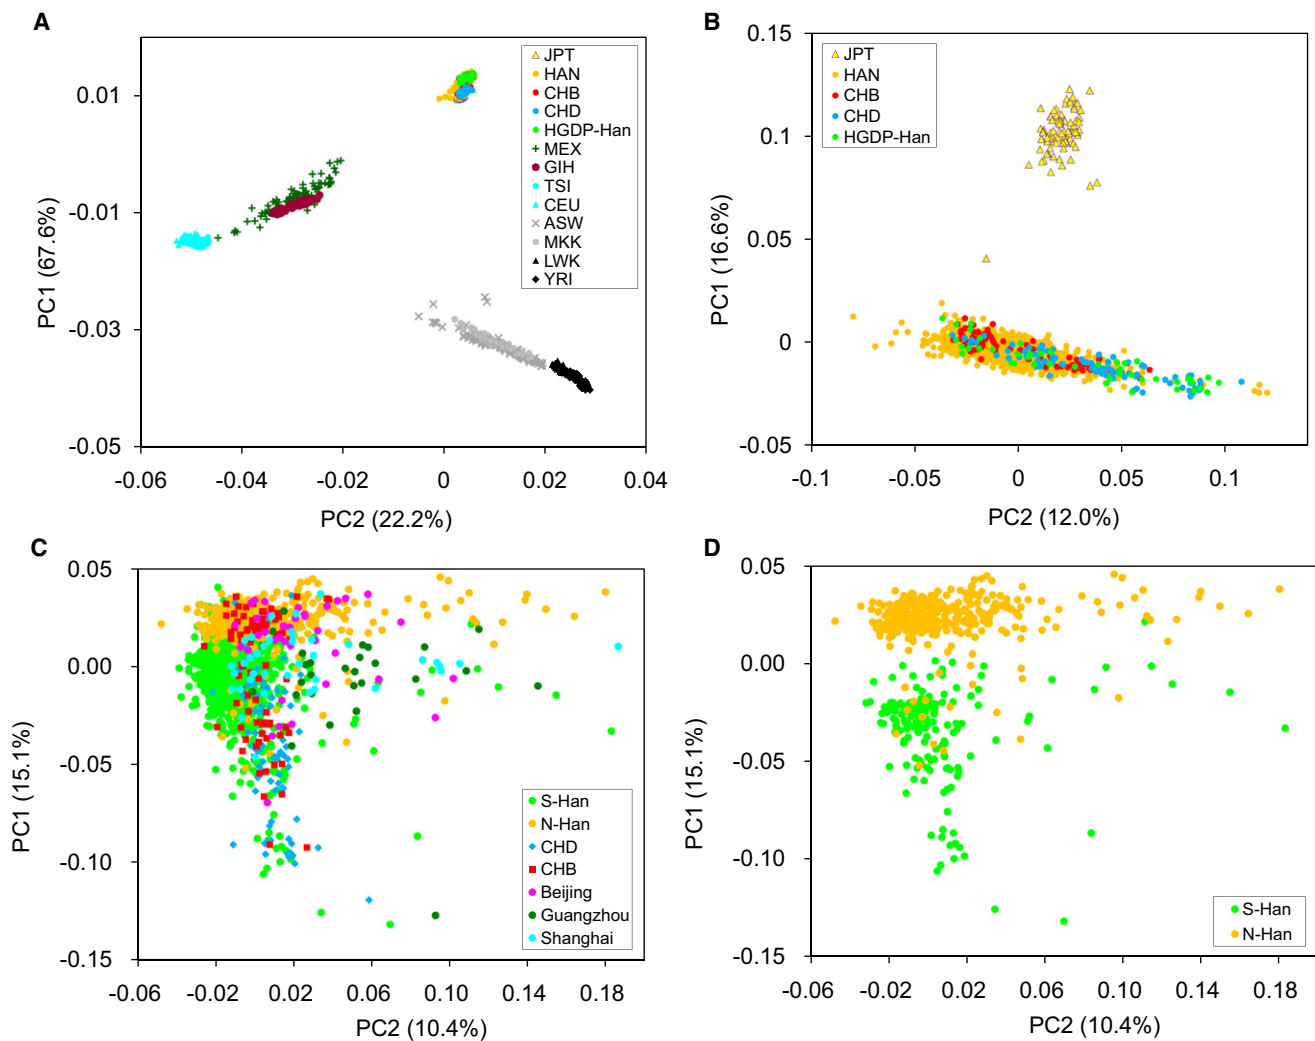 A
0.01
-0.01
-0.03
-0.05
-0.06
-0.04
-0.02
0
0.02
0.04
PC1 (67.6%)
PC2 (22.2%)
JPT
HAN
CHB
CHD
HGDP-Han
MEX
GIH
TSI
CEU
ASW
MKK
LWK
YRI
B
0.15
0.1
0.05
0
-0.05
-0.1
-0.05
0
0.05
0.1
PC1 (16.6%)
PC2 (12.0%)
JPT
HAN
CHB
CHD
HGDP-Han
C
0.05
0.00
-0.05
-0.10
-0.15
-0.06
-0.02
0.02
0.06
0.10
0.14
0.18
PC1 (15.1%)
PC2 (10.4%)
S-Han
N-Han
CHD
CHB
Beijing
Guangzhou
Shanghai
D
0.05
0.00
-0.05
-0.10
-0.15
-0.06
-0.02
0.02
0.06
0.10
0.14
0.18
PC1 (15.1%)
PC2 (10.4%)
S-Han
N-Han